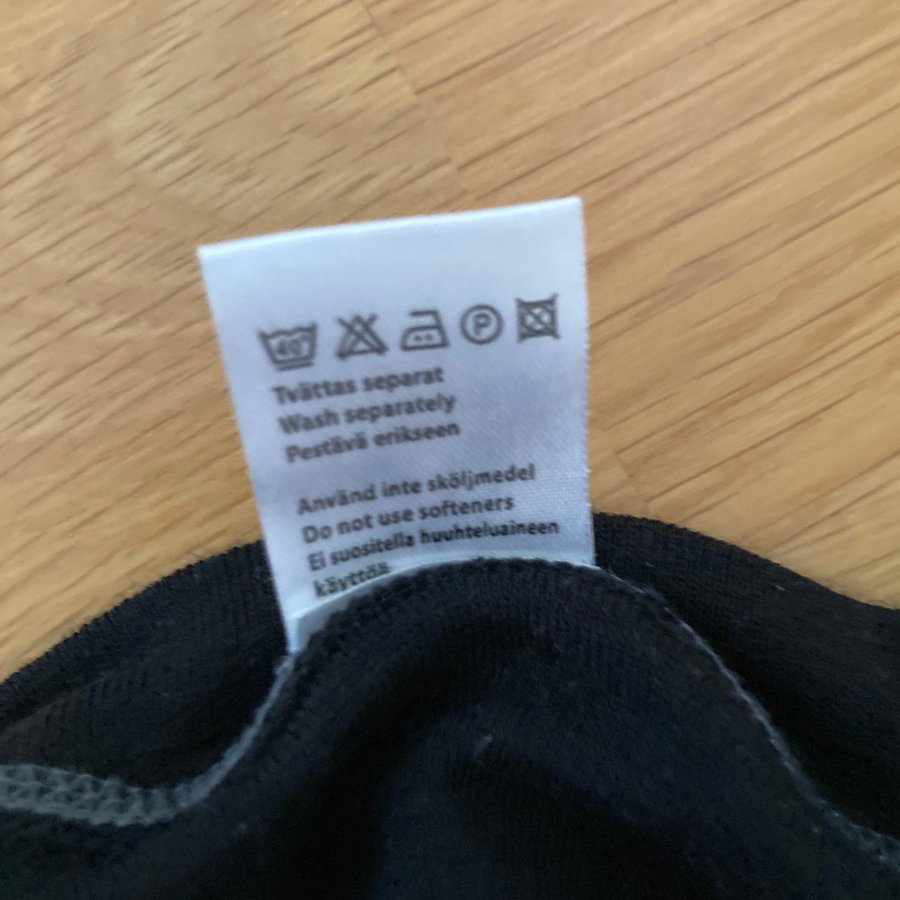 40°
P
Tvättas separat
Wash separately
Pestävä erikseen
Använd inte sköljmedel
Do not use softeners
Ei suositella huuhteluaineen
käyttöä